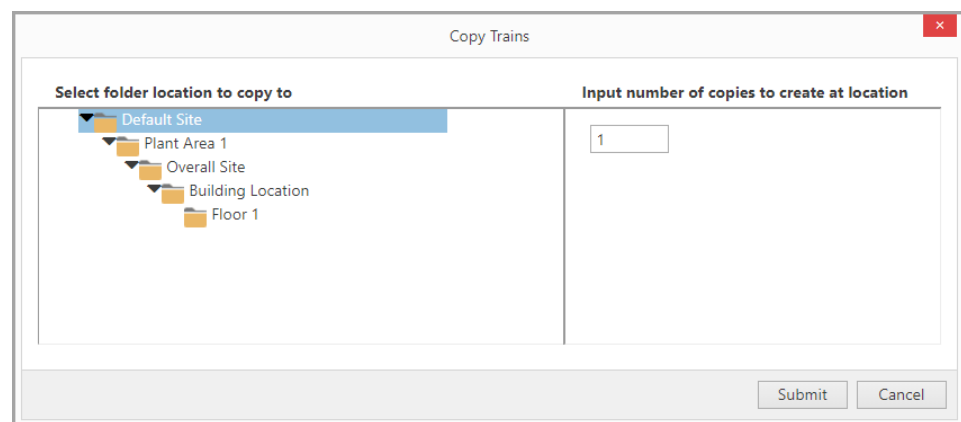 Copy Trains
×
Select folder location to copy to
Input number of copies to create at location
Default Site
1
Plant Area 1
Overall Site
Building Location
Floor 1
Submit
Cancel